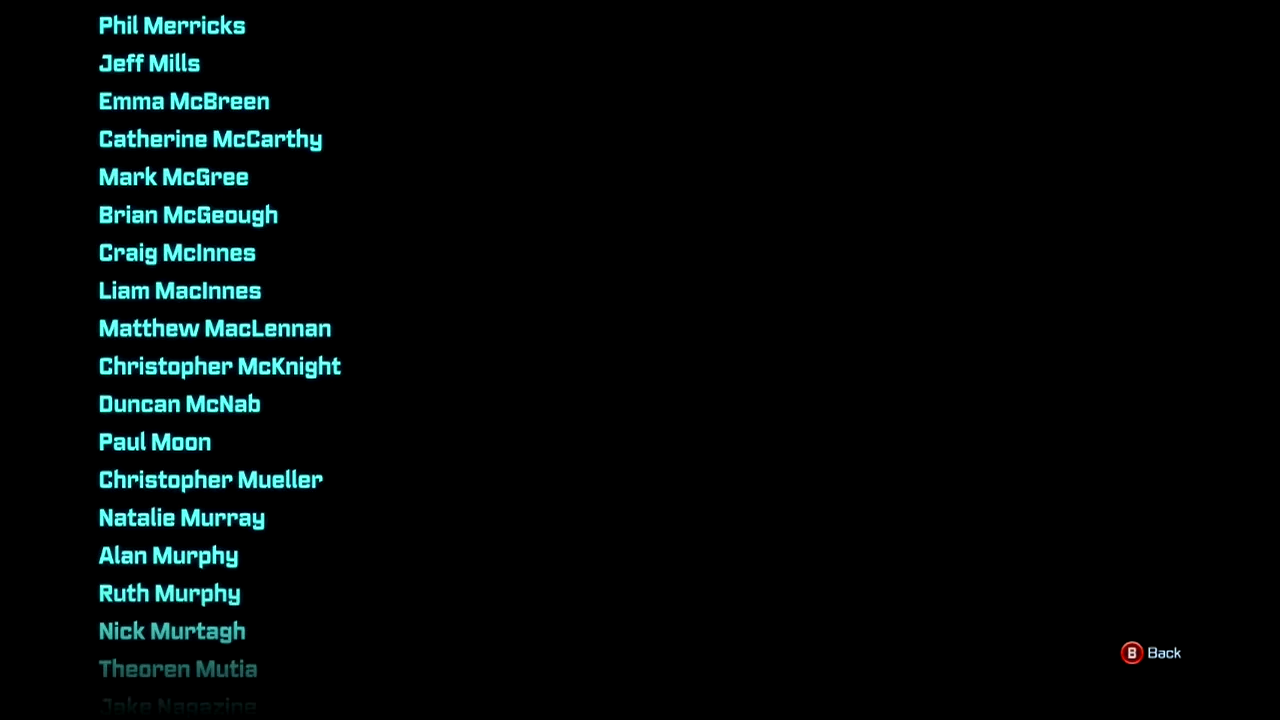 Phil Merricks
Jeff Mills
Emma McBreen
Catherine McCarthy
Mark McGree
Brian McGeough
Craig McInnes
Liam MacInnes
Matthew MacLennan
Christopher McKnight
Duncan McNab
Paul Moon
Christopher Mueller
Natalie Murray
Alan Murphy
Ruth Murphy
Nick Murtagh
Theoren Mutia
Jake
B Back